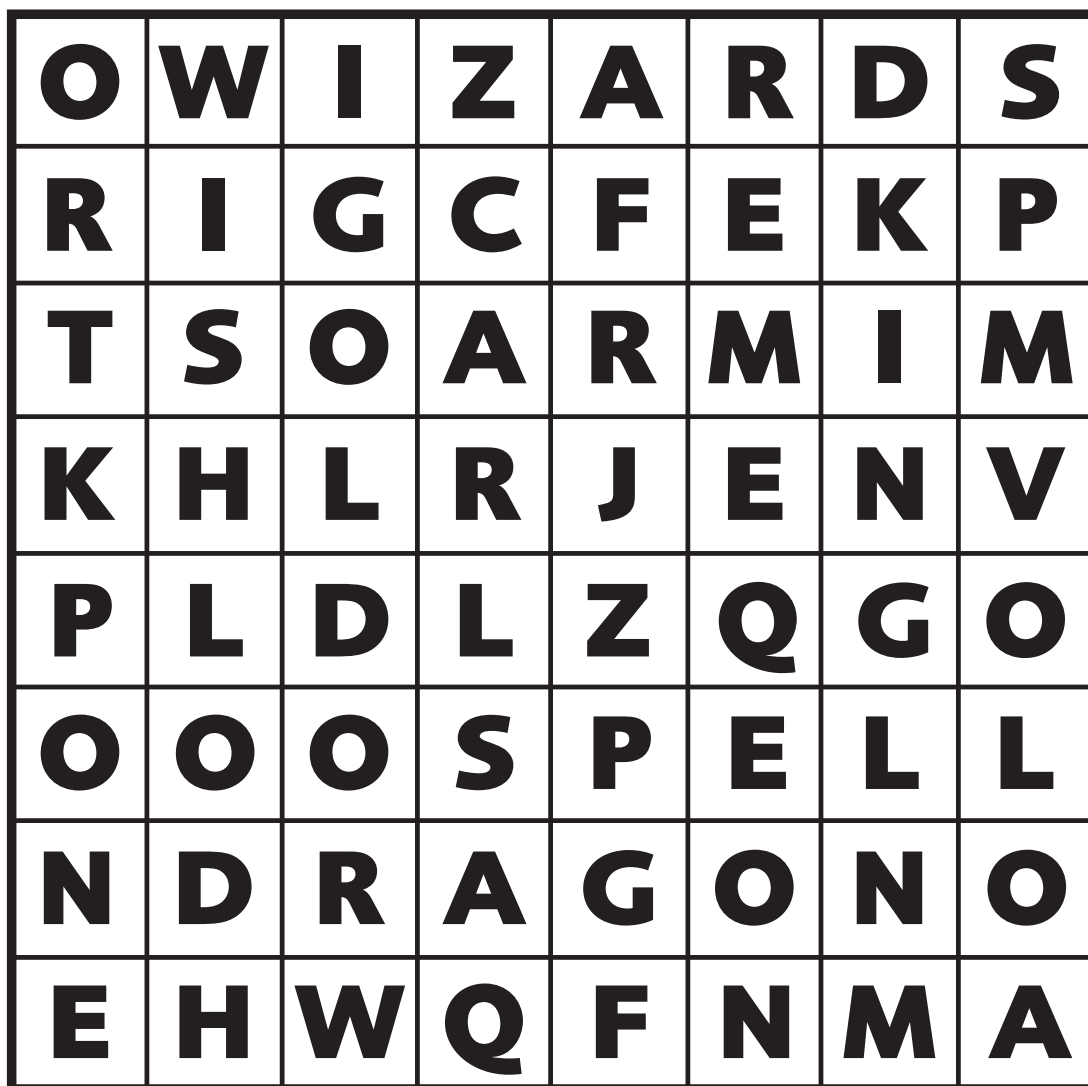 O W I Z A R D S
R I G C F E K P
T S O A R M I M
K H L R J E N V
P L D L Z Q G O
O O O S P E L L
N D R A G O N O
E H W Q F N M A